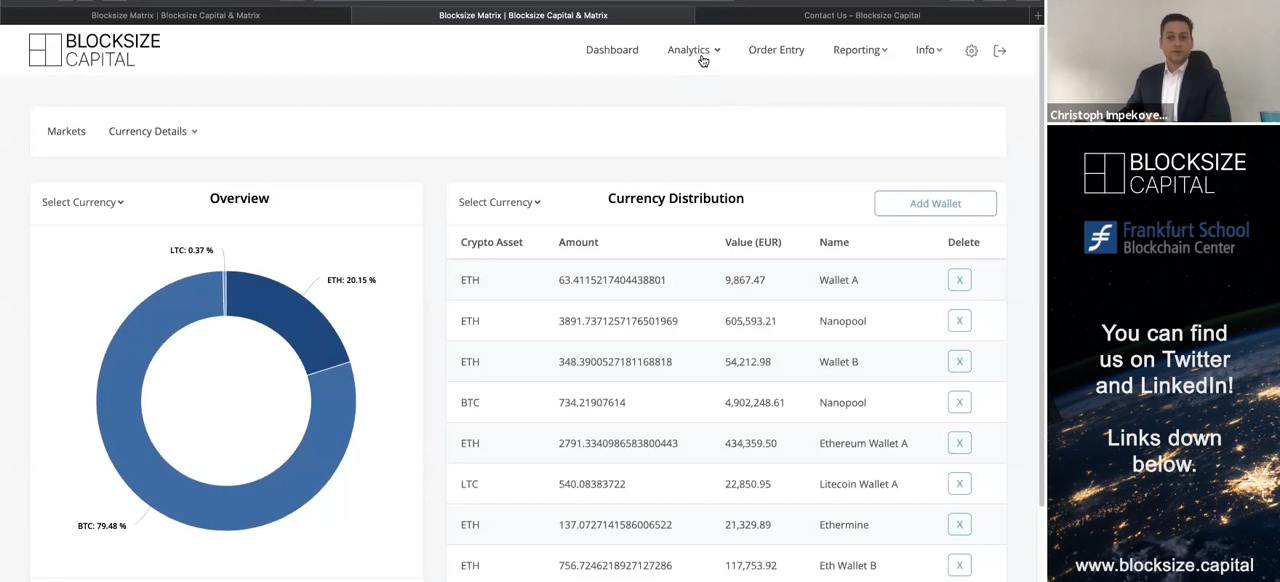 Blocksize Matrix | Blocksize Capital & Matrix
Blocksize Matrix | Blocksize Capital & Matrix
Contact Us – Blocksize Capital
+
BLOCKSIZE
CAPITAL
Dashboard
Analytics
Order Entry
Reporting
Info
Markets
Currency Details
Select Currency
Overview
LTC: 0.37 %
ETH: 20.15 %
BTC: 79.48 %
Select Currency
Currency Distribution
Add Wallet
Crypto Asset Amount Value (EUR) Name Delete
ETH 63.4115217404438801 9,867.47 Wallet A X
ETH 3891.7371257176501969 605,593.21 Nanopool X
ETH 348.3900527181168818 54,212.98 Wallet B X
BTC 734.21907614 4,902,248.61 Nanopool X
ETH 2791.3340986583800443 434,359.50 Ethereum Wallet A X
LTC 540.08383722 22,850.95 Litecoin Wallet A X
ETH 137.0727141586006522 21,329.89 Ethermine X
ETH 756.7246218927127286 117,753.92 Eth Wallet B X
Christoph Impekove...
BLOCKSIZE
CAPITAL
Frankfurt School
Blockchain Center
You can find
us on Twitter
and LinkedIn!
Links down
below.
www.blocksize.capital